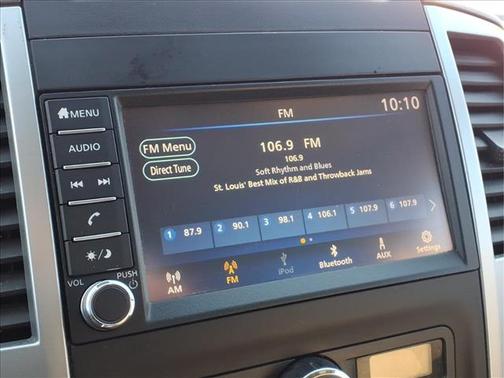 MENU
AUDIO
VOL
PUSH
FM
10:10
FM Menu
Direct Tune
106.9 FM
106.9
Soft Rhythm and Blues
St. Louis' Best Mix of R&B and Throwback Jams
1 87.9 2 90.1 3 98.1 4 106.1 5 107.9 6 107.9
AM FM iPod Bluetooth AUX Settings